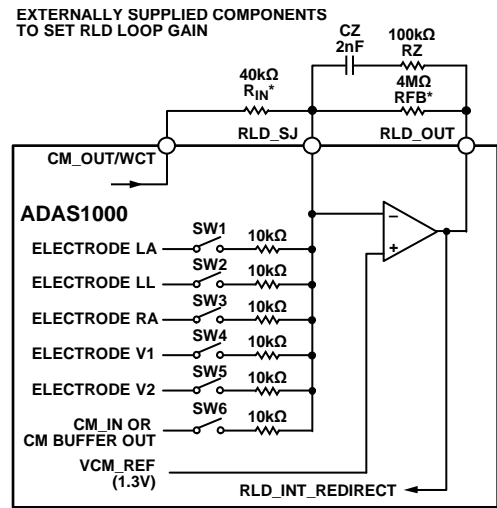 EXTERNALLY SUPPLIED COMPONENTS
TO SET RLD LOOP GAIN
CZ
2nF
100kΩ
RZ
40kΩ
RIN*
4MΩ
RFB*
CM_OUT/WCT
RLD_SJ
RLD_OUT
ADAS1000
SW1
10kΩ
ELECTRODE LA
SW2
10kΩ
ELECTRODE LL
SW3
10kΩ
ELECTRODE RA
SW4
10kΩ
ELECTRODE V1
SW5
10kΩ
ELECTRODE V2
SW6
10kΩ
CM_IN OR
CM BUFFER OUT
VCM_REF
(1.3V)
–
+
RLD_INT_REDIRECT